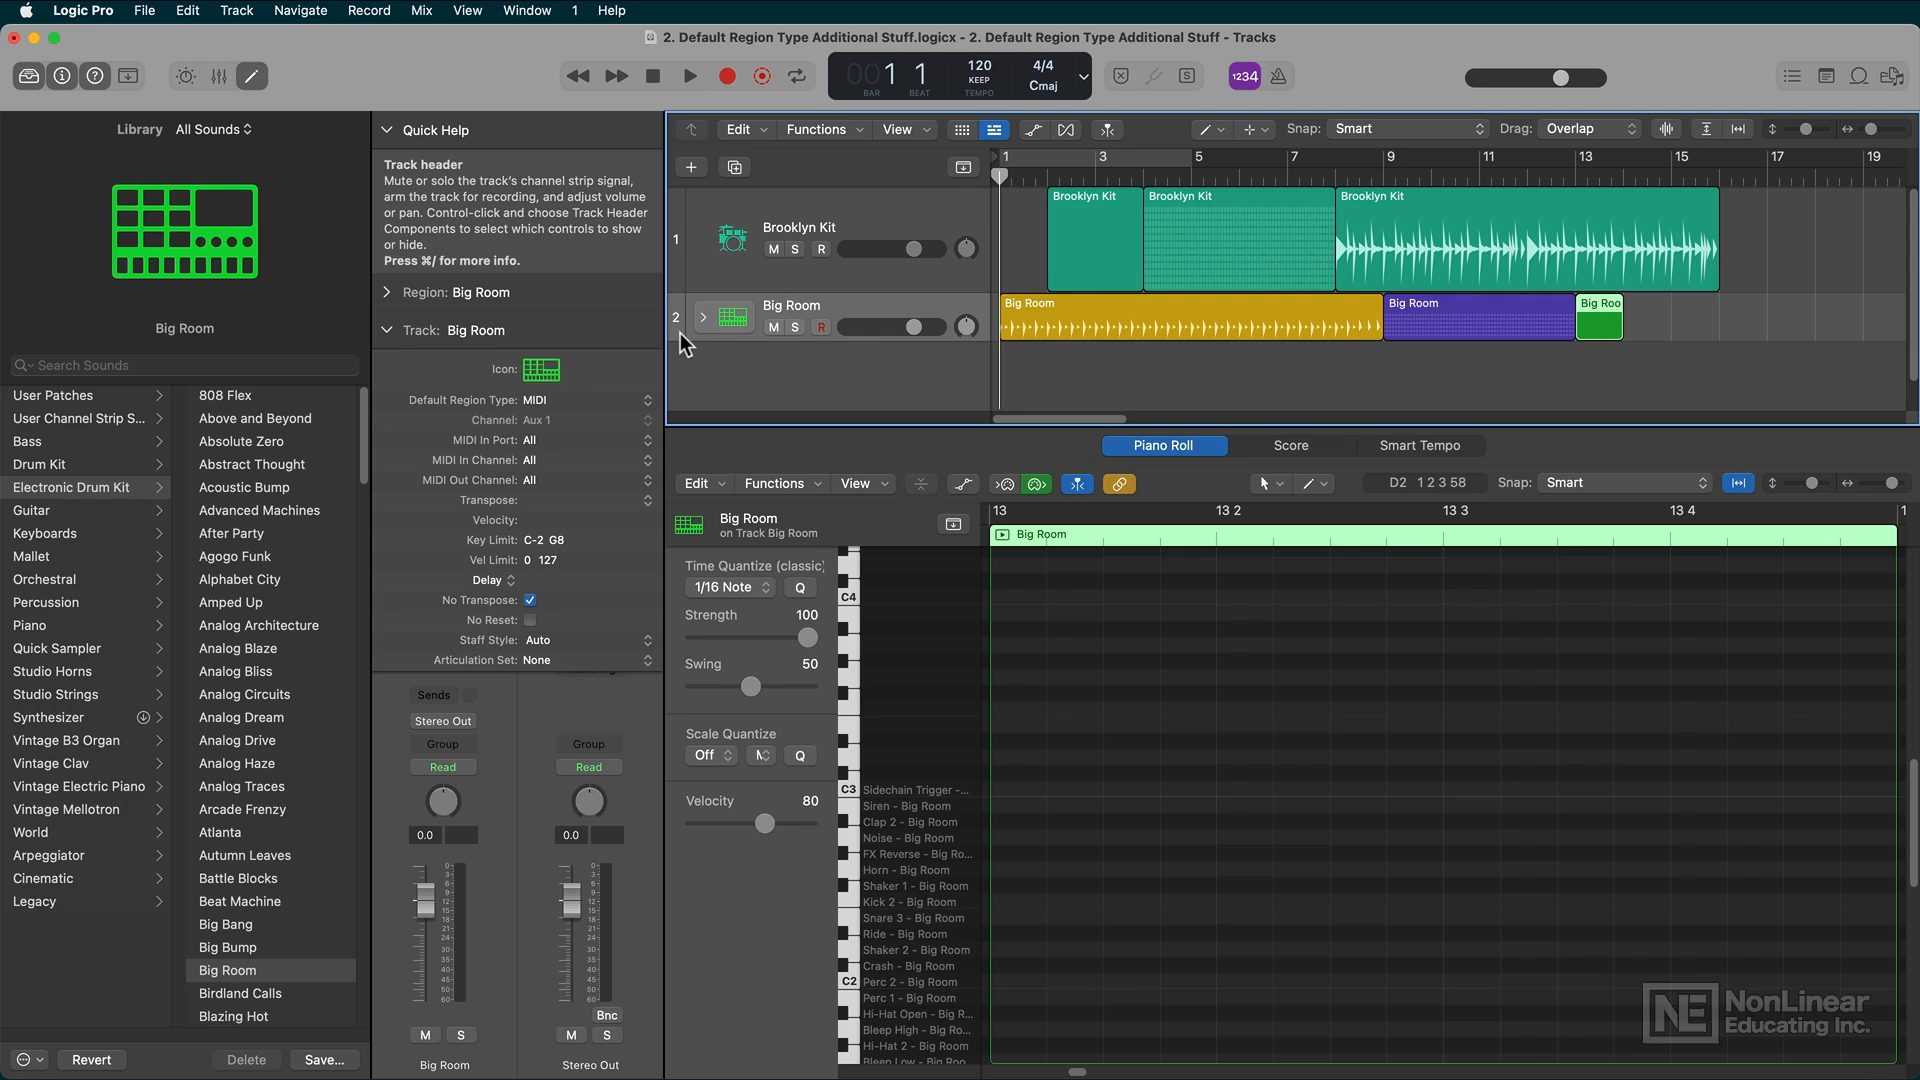 Logic Pro File Edit Track Navigate Record Mix View Window 1 Help
2. Default Region Type Additional Stuff.logicx - 2. Default Region Type Additional Stuff - Tracks
001 1
BAR BEAT
120
KEEP
TEMPO
4/4
Cmaj
S
1234
Library All Sounds
Big Room
Search Sounds
User Patches
User Channel Strip S...
Bass
Drum Kit
Electronic Drum Kit
Guitar
Keyboards
Mallet
Orchestral
Percussion
Piano
Quick Sampler
Studio Horns
Studio Strings
Synthesizer
Vintage B3 Organ
Vintage Clav
Vintage Electric Piano
Vintage Mellotron
World
Arpeggiator
Cinematic
Legacy
808 Flex
Above and Beyond
Absolute Zero
Abstract Thought
Acoustic Bump
Advanced Machines
After Party
Agogo Funk
Alphabet City
Amped Up
Analog Architecture
Analog Blaze
Analog Bliss
Analog Circuits
Analog Dream
Analog Drive
Analog Haze
Analog Traces
Arcade Frenzy
Atlanta
Autumn Leaves
Battle Blocks
Beat Machine
Big Bang
Big Bump
Big Room
Birdland Calls
Blazing Hot
Revert Delete Save...
Quick Help
Track header
Mute or solo the track's channel strip signal,
arm the track for recording, and adjust volume
or pan. Control-click and choose Track Header
Components to select which controls to show
or hide.
Press ⌘/ for more info.
Region: Big Room
Track: Big Room
Icon:
Default Region Type: MIDI
Channel: Aux 1
MIDI In Port: All
MIDI In Channel: All
MIDI Out Channel: All
Transpose:
Velocity:
Key Limit: C-2 G8
Vel Limit: 0 127
Delay
No Transpose:
No Reset:
Staff Style: Auto
Articulation Set: None
Sends
Stereo Out
Group Group
Read Read
0.0 0.0
Bnc
M S M S
Big Room Stereo Out
Edit Functions View Snap: Smart Drag: Overlap
1 3 5 7 9 11 13 15 17 19
1
Brooklyn Kit
M S R
2
Big Room
M S R
Brooklyn Kit Brooklyn Kit Brooklyn Kit
Big Room Big Room Big Roo
Piano Roll Score Smart Tempo
Edit Functions View D2 1 2 3 58 Snap: Smart
Big Room
on Track Big Room
13 13 2 13 3 13 4 1
Big Room
Time Quantize (classic)
1/16 Note Q
Strength 100
Swing 50
Scale Quantize
Off Q
Velocity 80
C4
C3
C2
Sidechain Trigger -...
Siren - Big Room
Clap 2 - Big Room
Noise - Big Room
FX Reverse - Big Ro...
Horn - Big Room
Shaker 1 - Big Room
Kick 2 - Big Room
Snare 3 - Big Room
Ride - Big Room
Shaker 2 - Big Room
Crash - Big Room
Perc 2 - Big Room
Perc 1 - Big Room
Hi-Hat Open - Big R...
Bleep High - Big Ro...
Hi-Hat 2 - Big Room
Bleep Low - Big Roo
NE NonLinear
Educating Inc.